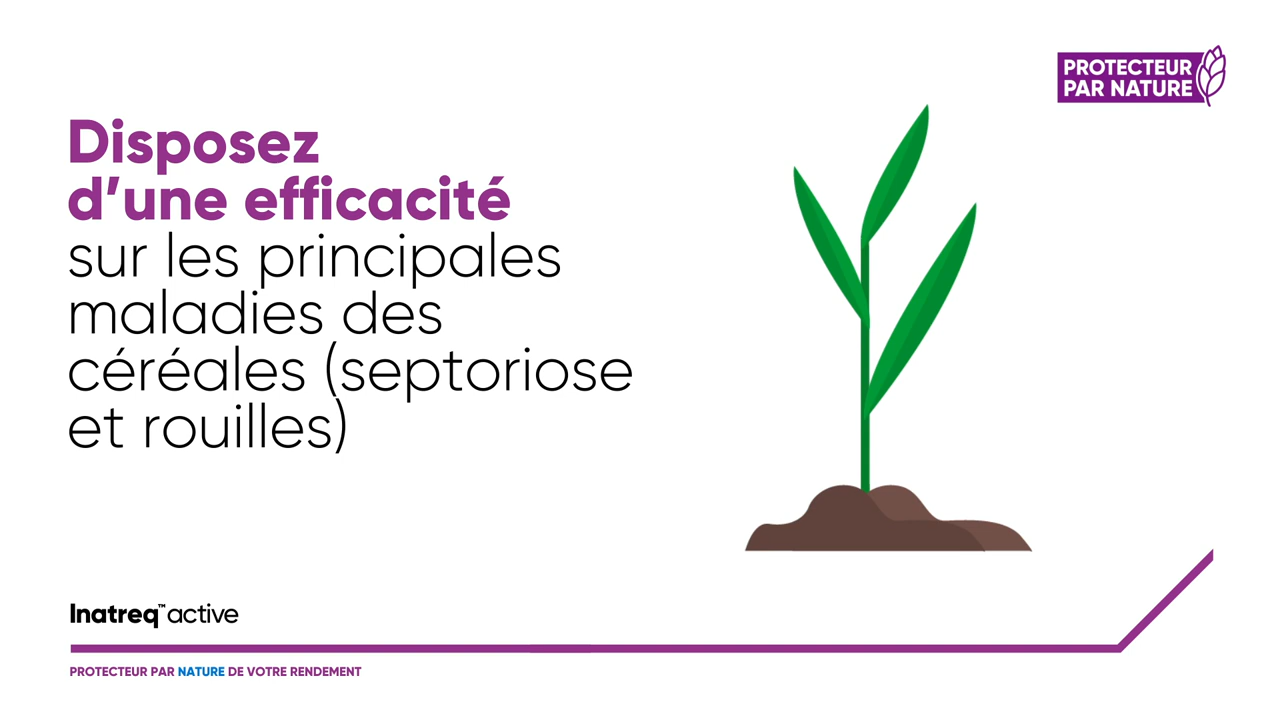 PROTECTEUR
PAR NATURE
Disposez
d’une efficacité
sur les principales
maladies des
céréales (septoriose
et rouilles)
Inatreq™ active
PROTECTEUR PAR NATURE DE VOTRE RENDEMENT